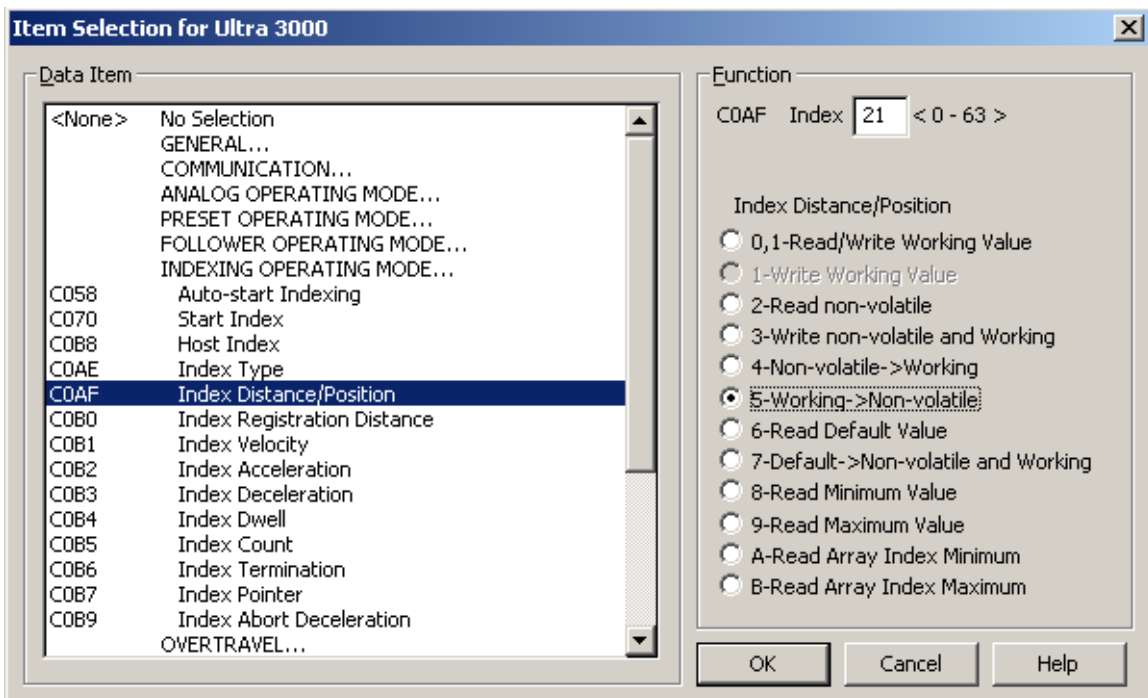 Item Selection for Ultra 3000
Data Item
<None> No Selection
GENERAL...
COMMUNICATION...
ANALOG OPERATING MODE...
PRESET OPERATING MODE...
FOLLOWER OPERATING MODE...
INDEXING OPERATING MODE...
C058 Auto-start Indexing
C070 Start Index
C0B8 Host Index
C0AE Index Type
C0AF Index Distance/Position
C0B0 Index Registration Distance
C0B1 Index Velocity
C0B2 Index Acceleration
C0B3 Index Deceleration
C0B4 Index Dwell
C0B5 Index Count
C0B6 Index Termination
C0B7 Index Pointer
C0B9 Index Abort Deceleration
OVERTRAVEL...
Function
C0AF Index 21 < 0 - 63 >
Index Distance/Position
0,1-Read/Write Working Value
1-Write Working Value
2-Read non-volatile
3-Write non-volatile and Working
4-Non-volatile->Working
5-Working->Non-volatile
6-Read Default Value
7-Default->Non-volatile and Working
8-Read Minimum Value
9-Read Maximum Value
A-Read Array Index Minimum
B-Read Array Index Maximum
OK Cancel Help